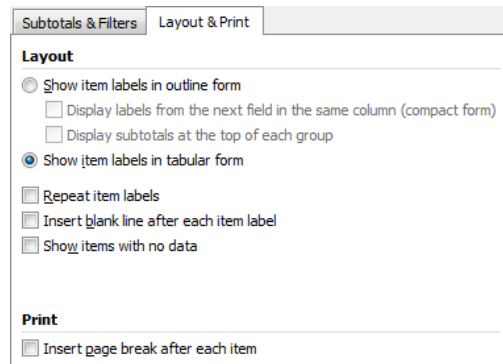 Subtotals & Filters
Layout & Print
Layout
Show item labels in outline form
Display labels from the next field in the same column (compact form)
Display subtotals at the top of each group
Show item labels in tabular form
Repeat item labels
Insert blank line after each item label
Show items with no data
Print
Insert page break after each item